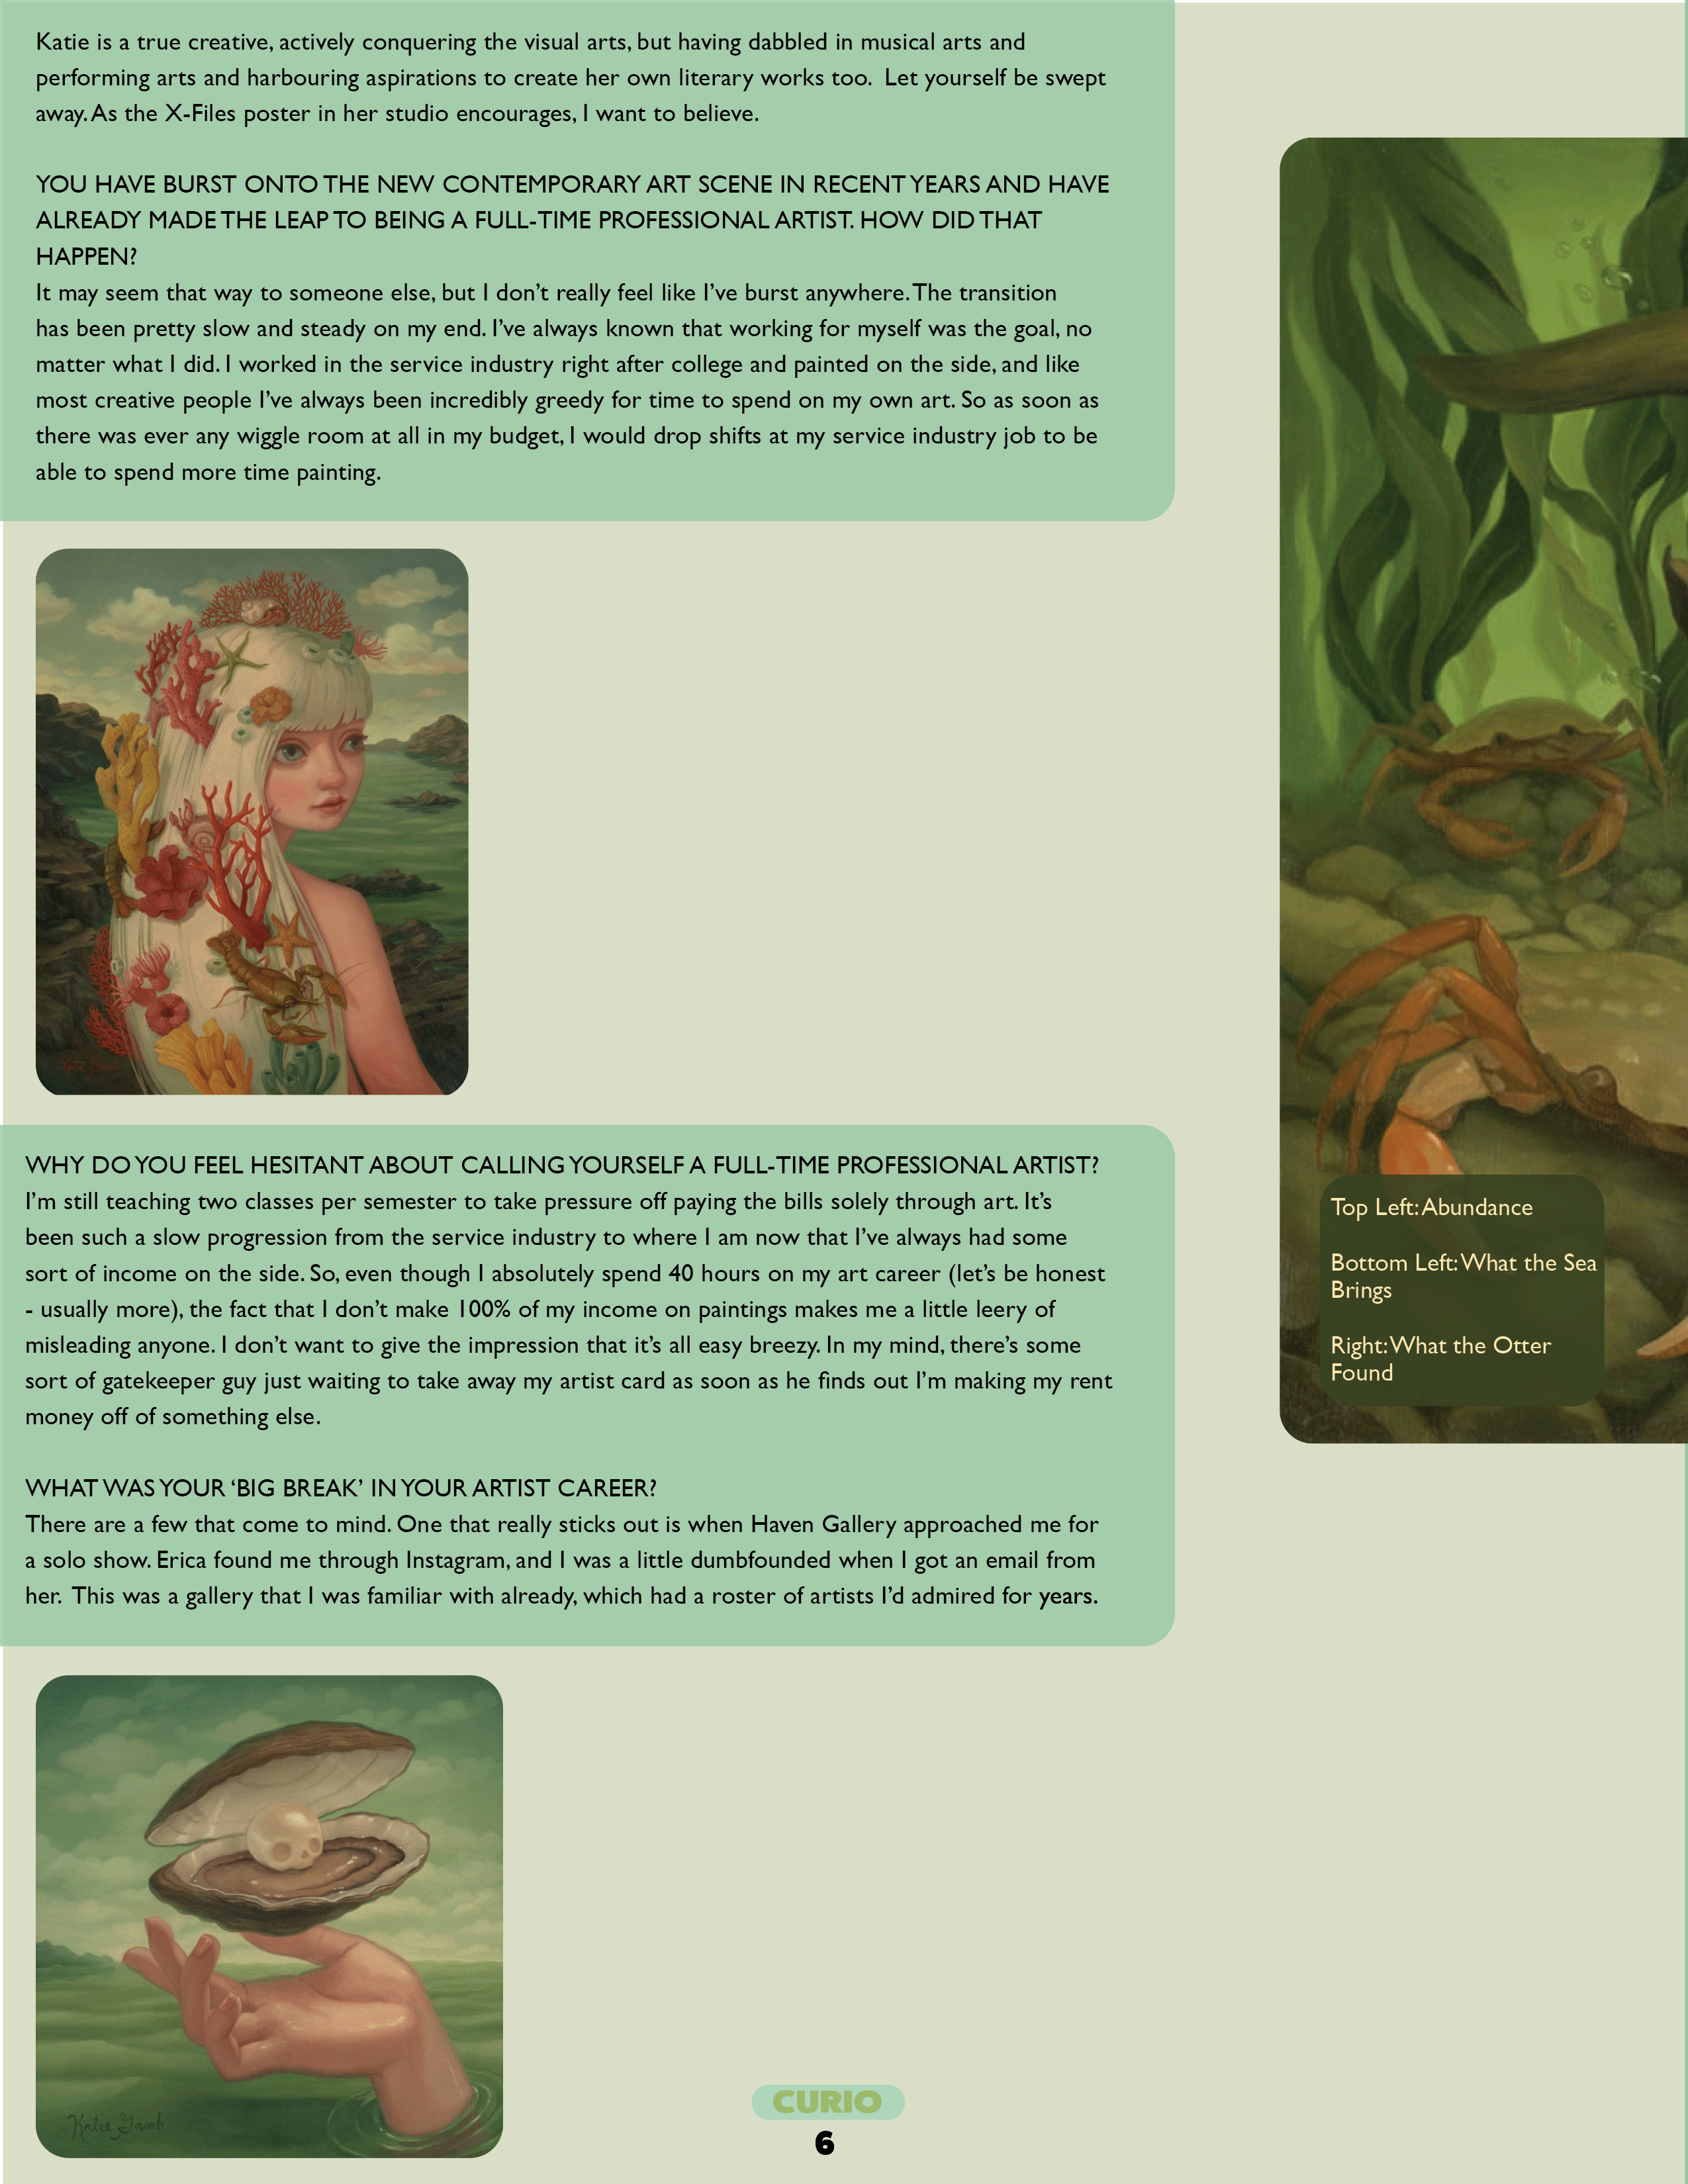 Katie is a true creative, actively conquering the visual arts, but having dabbled in musical arts and
performing arts and harbouring aspirations to create her own literary works too.  Let yourself be swept
away. As the X-Files poster in her studio encourages, I want to believe.
YOU HAVE BURST ONTO THE NEW CONTEMPORARY ART SCENE IN RECENT YEARS AND HAVE
ALREADY MADE THE LEAP TO BEING A FULL-TIME PROFESSIONAL ARTIST. HOW DID THAT
HAPPEN?
It may seem that way to someone else, but I don’t really feel like I’ve burst anywhere. The transition
has been pretty slow and steady on my end. I’ve always known that working for myself was the goal, no
matter what I did. I worked in the service industry right after college and painted on the side, and like
most creative people I’ve always been incredibly greedy for time to spend on my own art. So as soon as
there was ever any wiggle room at all in my budget, I would drop shifts at my service industry job to be
able to spend more time painting.
Katie Gamb
WHY DO YOU FEEL HESITANT ABOUT CALLING YOURSELF A FULL-TIME PROFESSIONAL ARTIST?
I’m still teaching two classes per semester to take pressure off paying the bills solely through art. It’s
been such a slow progression from the service industry to where I am now that I’ve always had some
sort of income on the side. So, even though I absolutely spend 40 hours on my art career (let’s be honest
- usually more), the fact that I don’t make 100% of my income on paintings makes me a little leery of
misleading anyone. I don’t want to give the impression that it’s all easy breezy. In my mind, there’s some
sort of gatekeeper guy just waiting to take away my artist card as soon as he finds out I’m making my rent
money off of something else.
WHAT WAS YOUR ‘BIG BREAK’ IN YOUR ARTIST CAREER?
There are a few that come to mind. One that really sticks out is when Haven Gallery approached me for
a solo show. Erica found me through Instagram, and I was a little dumbfounded when I got an email from
her.  This was a gallery that I was familiar with already, which had a roster of artists I’d admired for years.
Katie Gamb
Top Left: Abundance
Bottom Left: What the Sea
Brings
Right: What the Otter
Found
CURIO
6